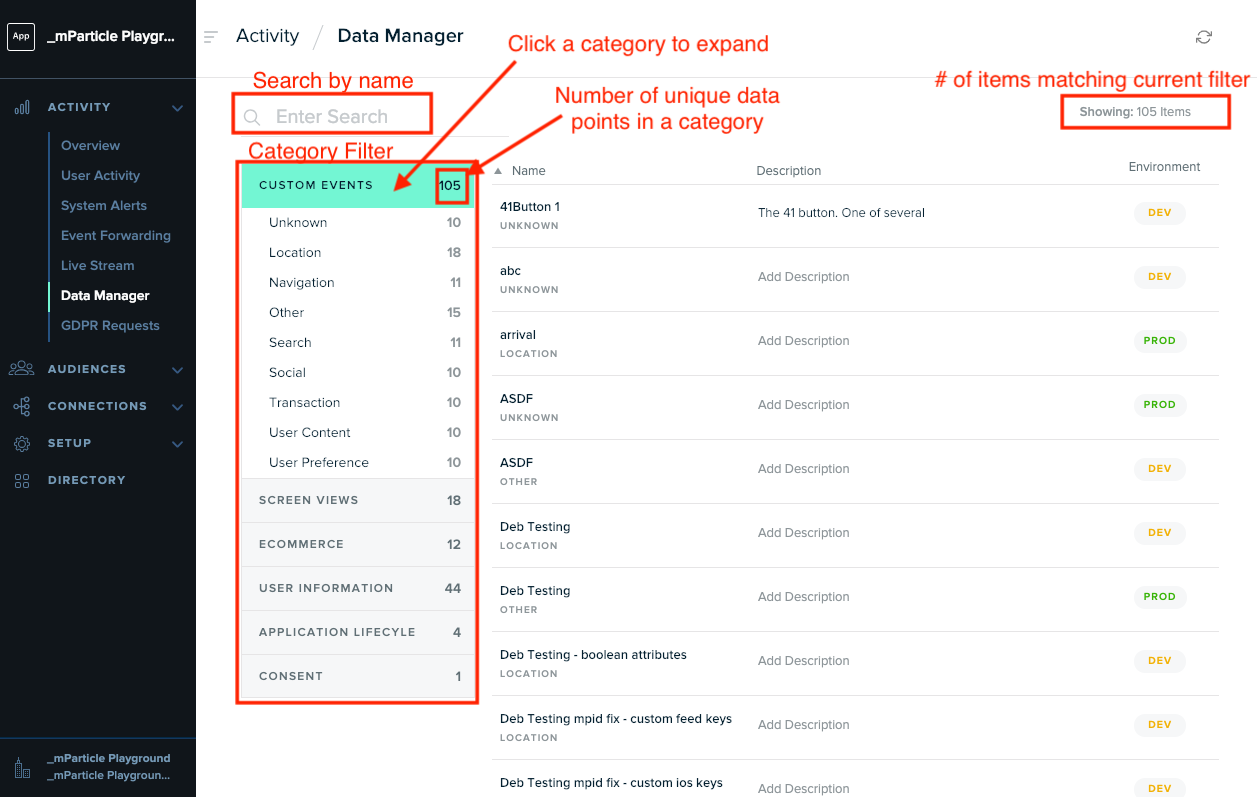 App
_mParticle Playgr...
ACTIVITY
Overview
User Activity
System Alerts
Event Forwarding
Live Stream
Data Manager
GDPR Requests
AUDIENCES
CONNECTIONS
SETUP
DIRECTORY
_mParticle Playground
_mParticle Playgroun...
Activity / Data Manager
Click a category to expand
Search by name
Enter Search
Number of unique data
points in a category
# of items matching current filter
Showing: 105 Items
Category Filter
CUSTOM EVENTS 105
Unknown 10
Location 18
Navigation 11
Other 15
Search 11
Social 10
Transaction 10
User Content 10
User Preference 10
SCREEN VIEWS 18
ECOMMERCE 12
USER INFORMATION 44
APPLICATION LIFECYLE 4
CONSENT 1
Name Description Environment
41Button 1 The 41 button. One of several DEV
UNKNOWN
abc Add Description DEV
UNKNOWN
arrival Add Description PROD
LOCATION
ASDF Add Description PROD
UNKNOWN
ASDF Add Description DEV
OTHER
Deb Testing Add Description DEV
LOCATION
Deb Testing Add Description PROD
OTHER
Deb Testing - boolean attributes Add Description DEV
LOCATION
Deb Testing mpid fix - custom feed keys Add Description DEV
LOCATION
Deb Testing mpid fix - custom ios keys Add Description DEV